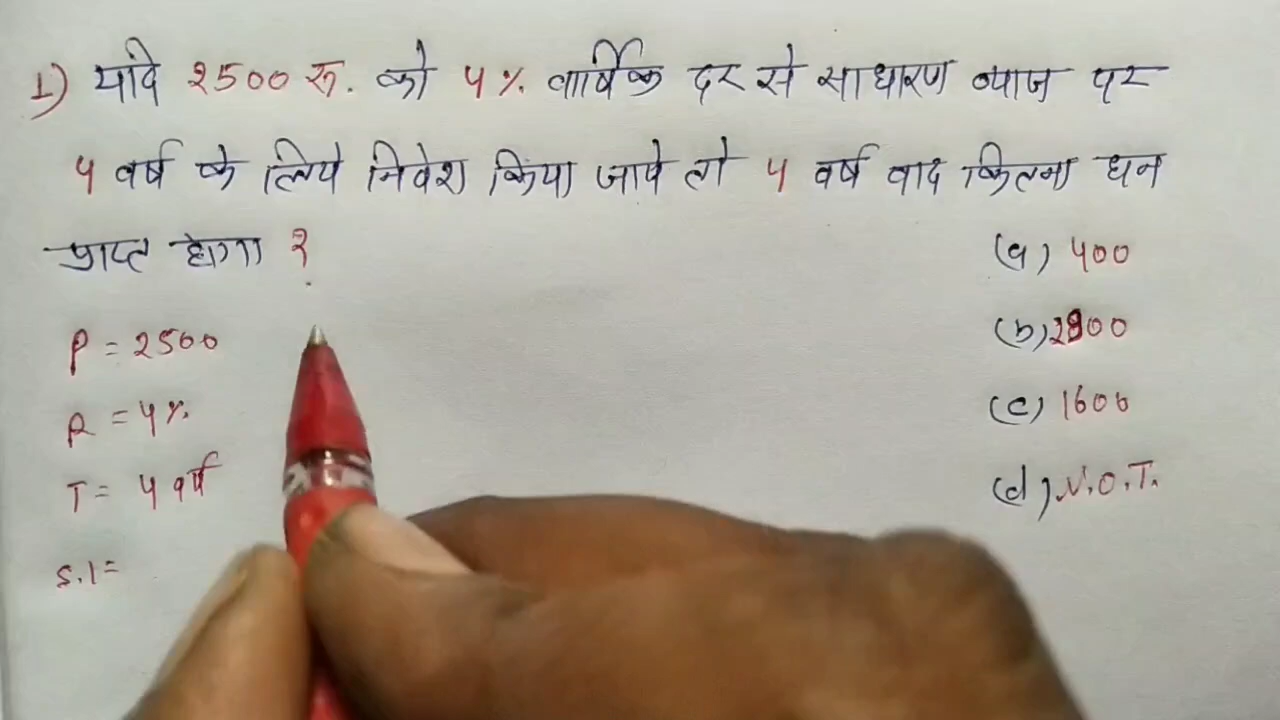 1) यदि 2500 रु. को 4% वार्षिक दर से साधारण व्याज पर
4 वर्ष के लिये निवेश किया जाये तो 4 वर्ष बाद कितना धन
प्राप्त होगा ?
(a) 400
(b) 2900
(c) 1600
(d) N.O.T.
P = 2500
R = 4%
T = 4 वर्ष
S.I =